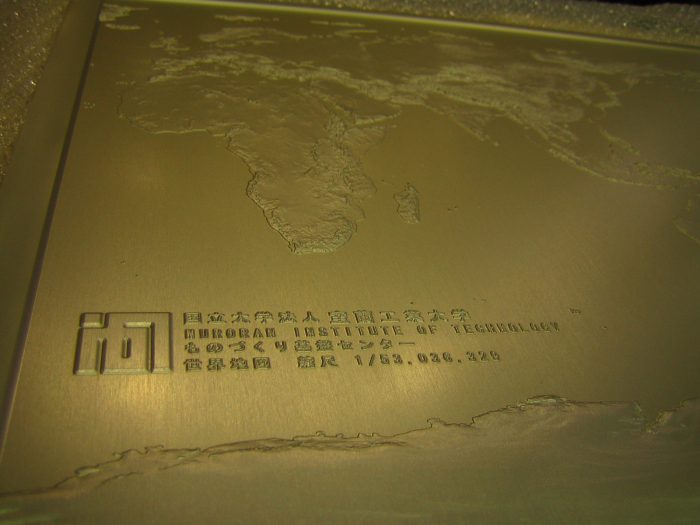 国立大学法人 室蘭工業大学
MURORAN INSTITUTE OF TECHNOLOGY
ものづくり基盤センター
世界地図 縮尺 1/53,036,329